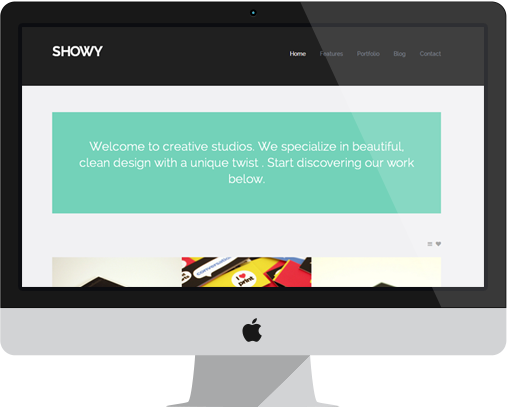 SHOWY
Home Features Portfolio Blog Contact
Welcome to creative studios. We specialize in beautiful,
clean design with a unique twist . Start discovering our work
below.
I ♥
print